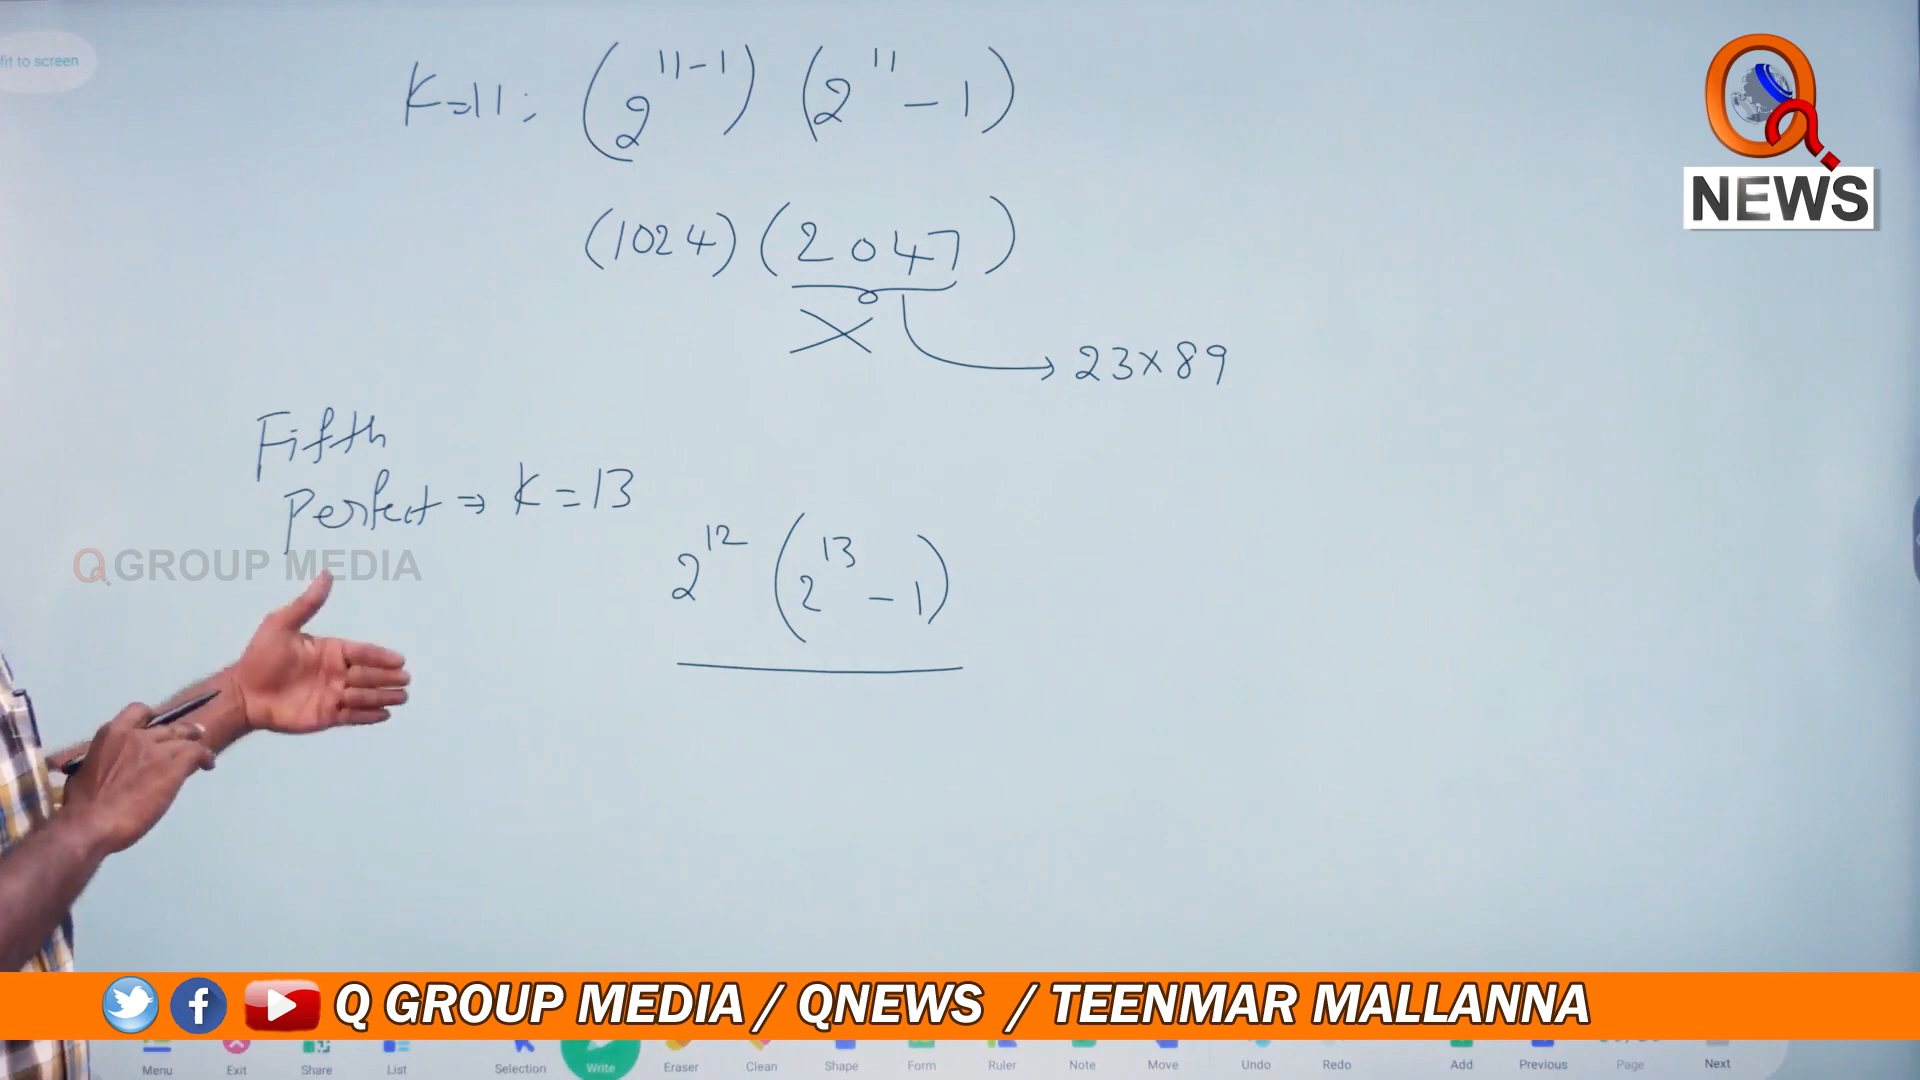 fit to screen
K=11; (2^11-1) (2^11 - 1)
(1024) (2047)
23×89
Fifth
Perfect ⇒ K=13
2^12 (2^13 - 1)
Q GROUP MEDIA
Q NEWS
Q GROUP MEDIA / QNEWS / TEENMAR MALLANNA
Menu Exit Share List Selection Write Eraser Clean Shape Form Ruler Note Move Undo Redo Add Previous Page Next